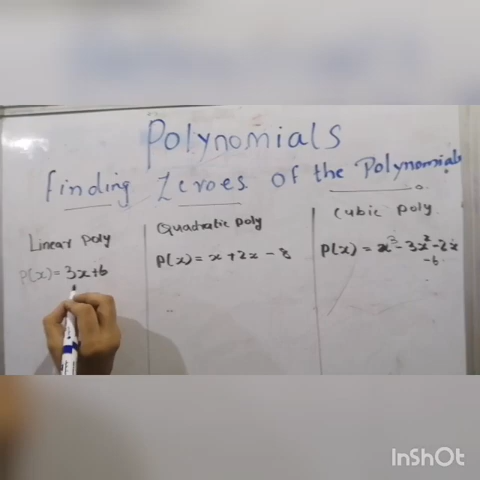 Polynomials
Finding Zeroes of the Polynomials
Linear Poly
P(x) = 3x+6
Quadratic Poly
P(x) = x + 2x - 8
Cubic Poly
P(x) = x³ - 3x² - 2x
-6
InShOt